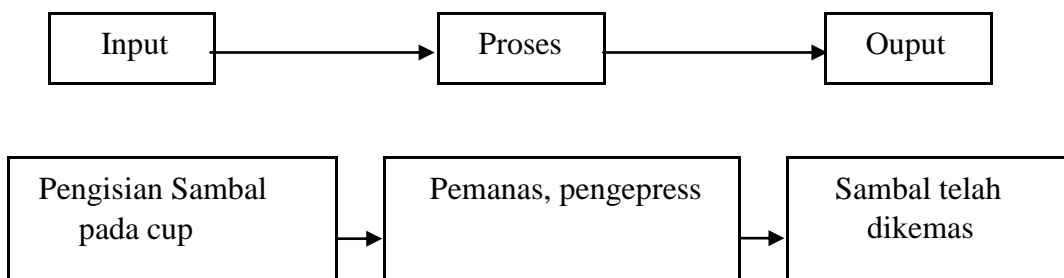 Input
Proses
Ouput
Pengisian Sambal
pada cup
Pemanas, pengepress
Sambal telah
dikemas